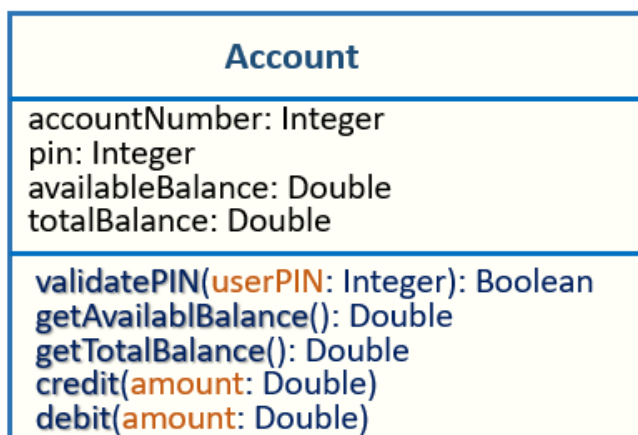 Account
accountNumber: Integer
pin: Integer
availableBalance: Double
totalBalance: Double
validatePIN(userPIN: Integer): Boolean
getAvailablBalance(): Double
getTotalBalance(): Double
credit(amount: Double)
debit(amount: Double)